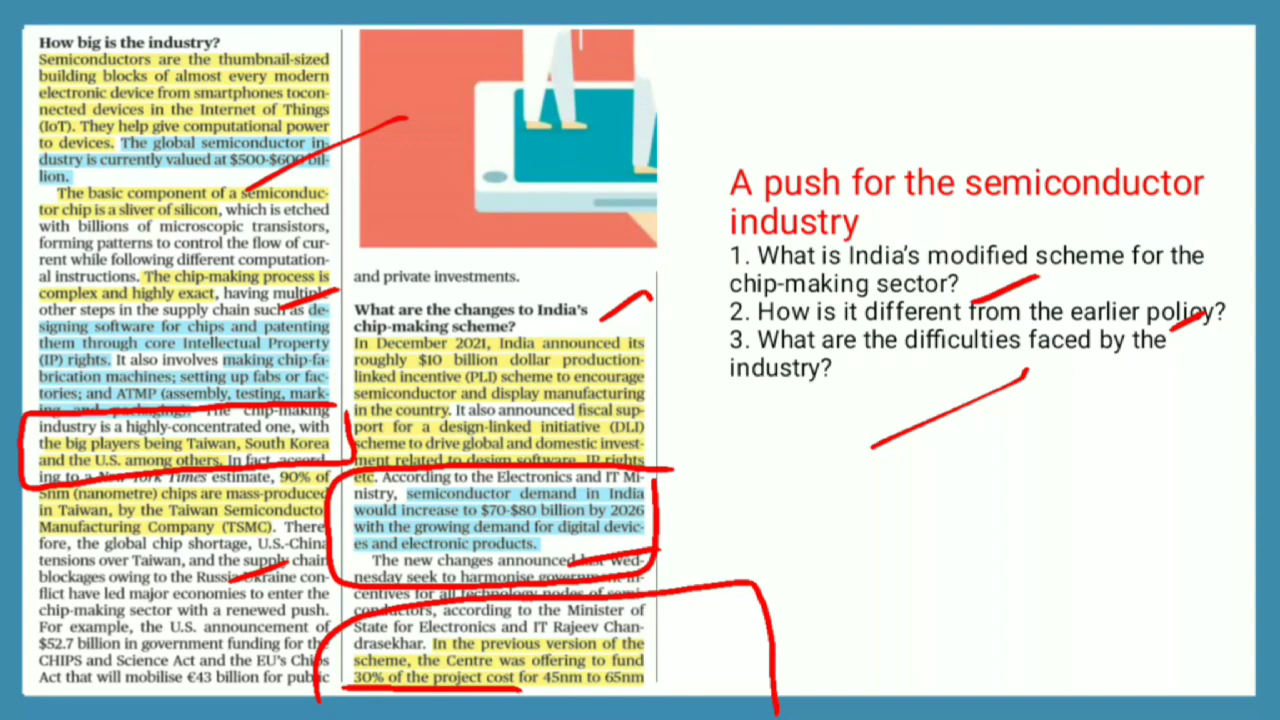 How big is the industry?
Semiconductors are the thumbnail-sized
building blocks of almost every modern
electronic device from smartphones tocon-
nected devices in the Internet of Things
(IoT). They help give computational power
to devices. The global semiconductor in-
dustry is currently valued at $500-$600 bil-
lion.
The basic component of a semiconduc-
tor chip is a sliver of silicon, which is etched
with billions of microscopic transistors,
forming patterns to control the flow of cur-
rent while following different computation-
al instructions. The chip-making process is
complex and highly exact, having multiple
other steps in the supply chain such as de-
signing software for chips and patenting
them through core Intellectual Property
(IP) rights. It also involves making chip-fa-
brication machines; setting up fabs or fac-
tories; and ATMP (assembly, testing, mark-
ing and packaging). The chip-making
industry is a highly-concentrated one, with
the big players being Taiwan, South Korea
and the U.S. among others. In fact, accord-
ing to a New York Times estimate, 90% of
5nm (nanometre) chips are mass-produced
in Taiwan, by the Taiwan Semiconductor
Manufacturing Company (TSMC). There-
fore, the global chip shortage, U.S.-China
tensions over Taiwan, and the supply chain
blockages owing to the Russia-Ukraine con-
flict have led major economies to enter the
chip-making sector with a renewed push.
For example, the U.S. announcement of
$52.7 billion in government funding for the
CHIPS and Science Act and the EU's Chips
Act that will mobilise €43 billion for public
and private investments.
What are the changes to India's
chip-making scheme?
In December 2021, India announced its
roughly $10 billion dollar production-
linked incentive (PLI) scheme to encourage
semiconductor and display manufacturing
in the country. It also announced fiscal sup-
port for a design-linked initiative (DLI)
scheme to drive global and domestic invest-
ment related to design software, IP rights
etc. According to the Electronics and IT Mi-
nistry, semiconductor demand in India
would increase to $70-$80 billion by 2026
with the growing demand for digital devic-
es and electronic products.
The new changes announced last Wed-
nesday seek to harmonise government in-
centives for all technology nodes of semi-
conductors, according to the Minister of
State for Electronics and IT Rajeev Chan-
drasekhar. In the previous version of the
scheme, the Centre was offering to fund
30% of the project cost for 45nm to 65nm
A push for the semiconductor
industry
1. What is India's modified scheme for the
chip-making sector?
2. How is it different from the earlier policy?
3. What are the difficulties faced by the
industry?